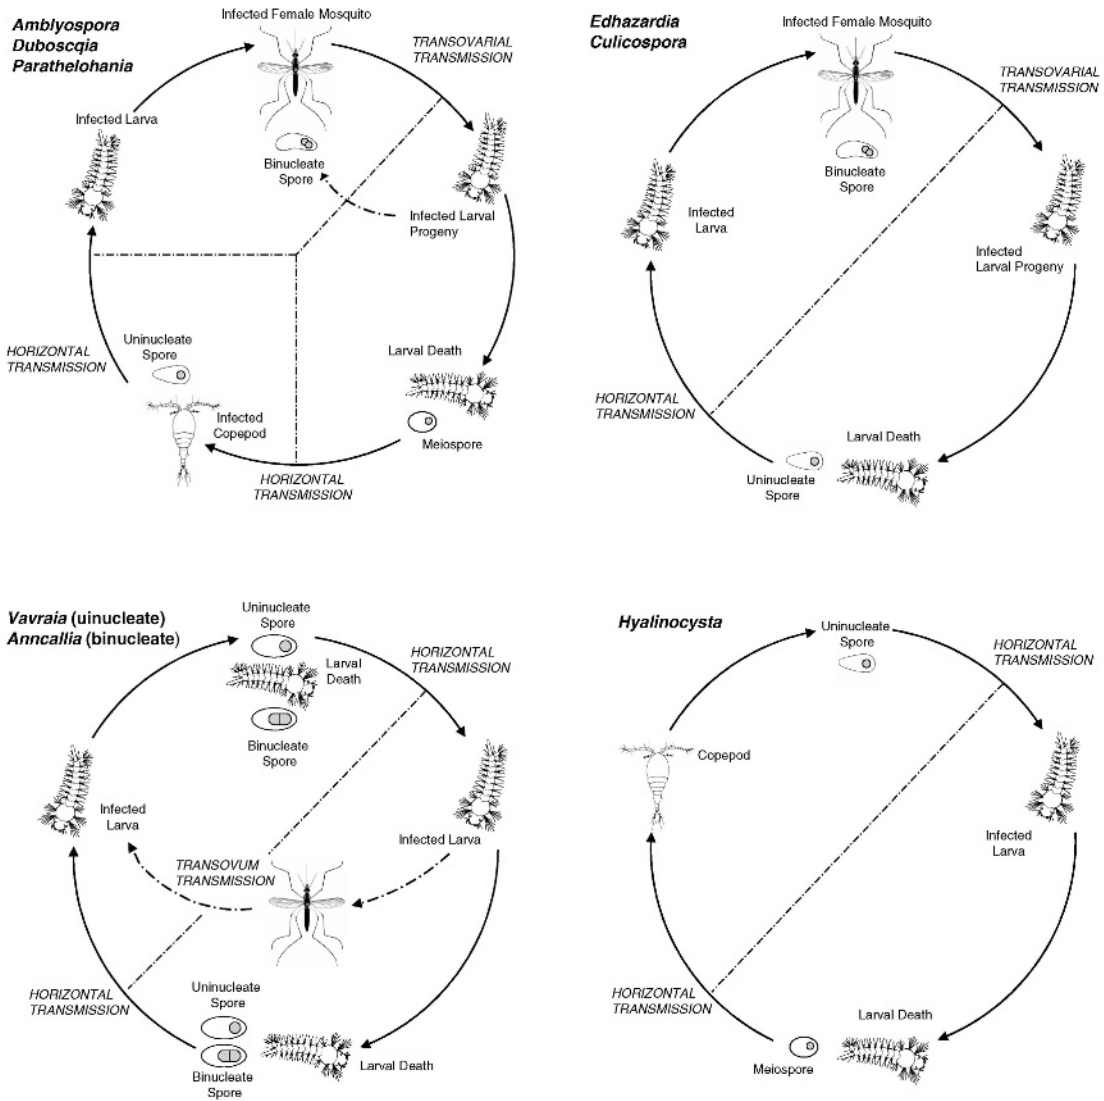 Amblyospora
Duboscqia
Parathelohania
Infected Female Mosquito
TRANSOVARIAL
TRANSMISSION
Infected Larva
Binucleate
Spore
Infected Larval
Progeny
Uninucleate
Spore
HORIZONTAL
TRANSMISSION
Larval Death
Infected
Copepod
Meiospore
HORIZONTAL
TRANSMISSION
Edhazardia
Culicospora
Infected Female Mosquito
TRANSOVARIAL
TRANSMISSION
Binucleate
Spore
Infected
Larva
Infected
Larval Progeny
HORIZONTAL
TRANSMISSION
Larval Death
Uninucleate
Spore
Vavraia (uinucleate)
Anncallia (binucleate)
Uninucleate
Spore
HORIZONTAL
TRANSMISSION
Larval
Death
Binucleate
Spore
Infected
Larva
Infected Larva
TRANSOVUM
TRANSMISSION
HORIZONTAL
TRANSMISSION
Uninucleate
Spore
Binucleate
Spore
Larval Death
Hyalinocysta
Uninucleate
Spore
HORIZONTAL
TRANSMISSION
Copepod
Infected
Larva
HORIZONTAL
TRANSMISSION
Larval Death
Meiospore